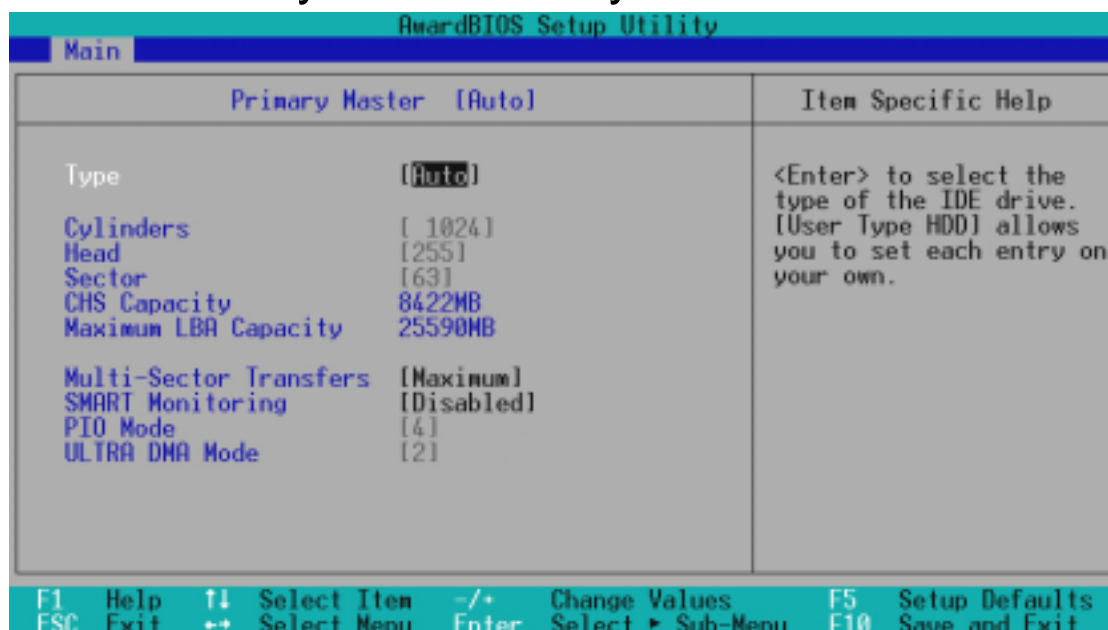 AwardBIOS Setup Utility
Main
Primary Master [Auto]
Item Specific Help
Type [Auto]
Cylinders [ 1024]
Head [255]
Sector [63]
CHS Capacity 8422MB
Maximum LBA Capacity 25590MB
Multi-Sector Transfers [Maximum]
SMART Monitoring [Disabled]
PIO Mode [4]
ULTRA DMA Mode [2]
<Enter> to select the
type of the IDE drive.
[User Type HDD] allows
you to set each entry on
your own.
F1 Help ↑↓ Select Item -/+ Change Values F5 Setup Defaults
ESC Exit ←→ Select Menu Enter Select ► Sub-Menu F10 Save and Exit